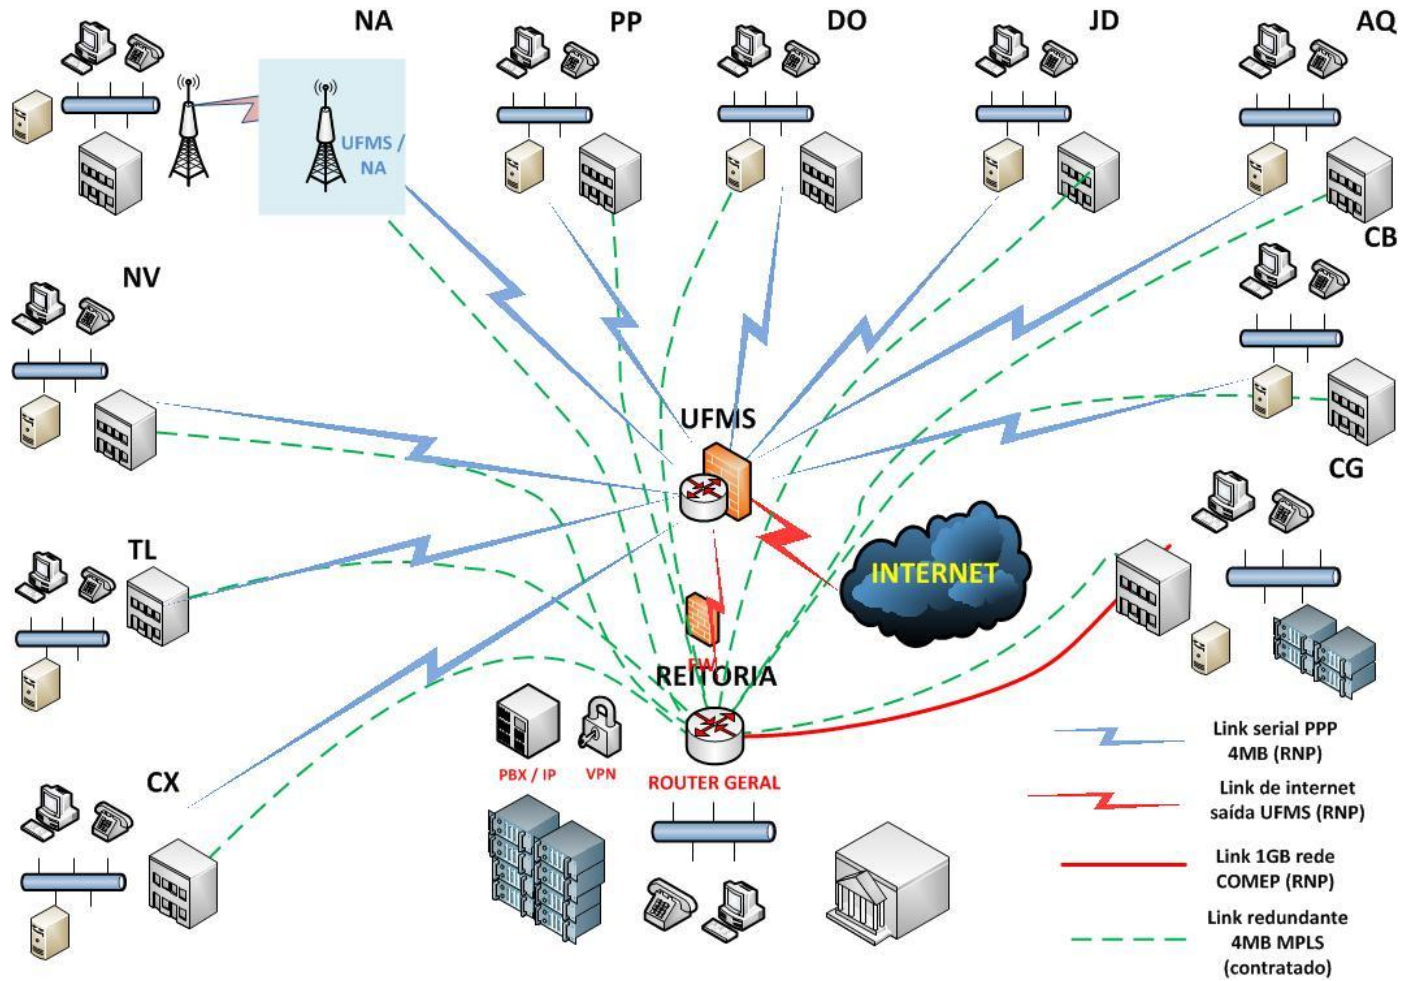 NA
PP
DO
JD
AQ
UFMS /
NA
CB
NV
UFMS
CG
TL
INTERNET
FW
REITORIA
CX
PBX / IP
VPN
ROUTER GERAL
Link serial PPP
4MB (RNP)
Link de internet
saída UFMS (RNP)
Link 1GB rede
COMEP (RNP)
Link redundante
4MB MPLS
(contratado)